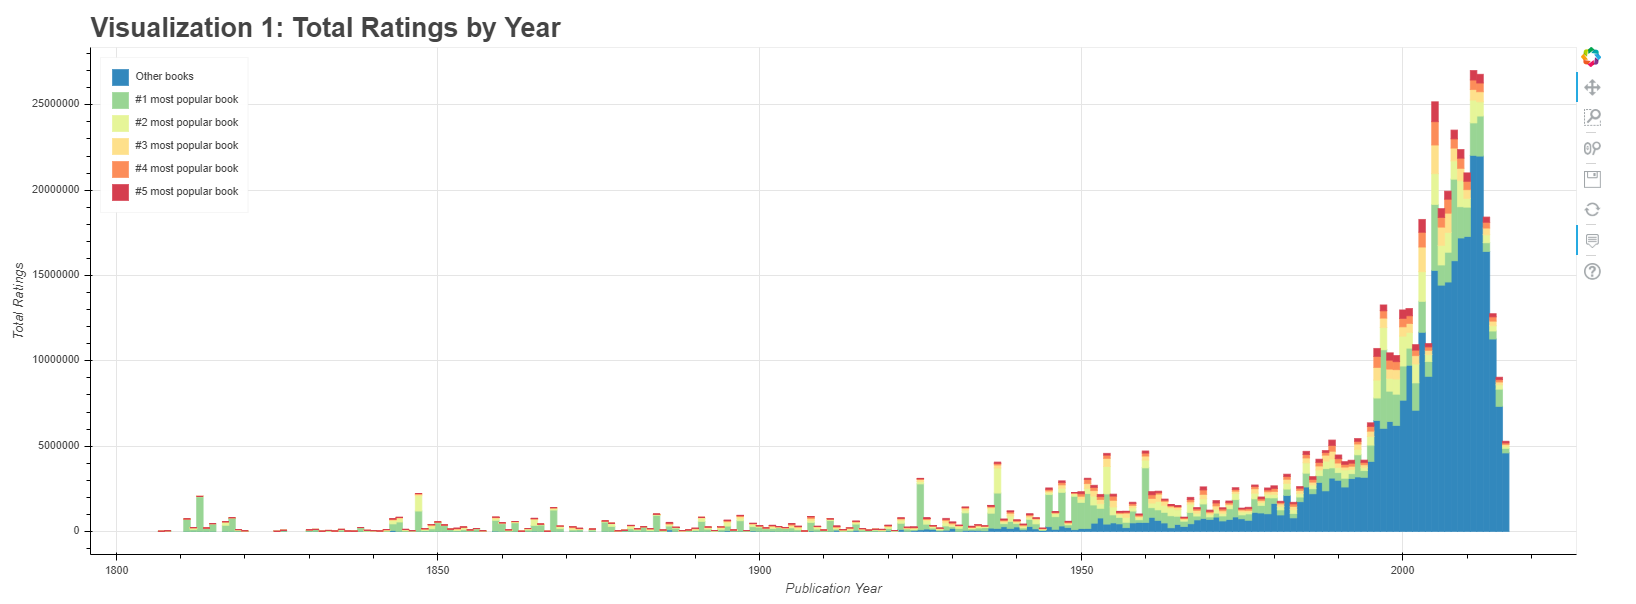 Visualization 1: Total Ratings by Year
Other books
#1 most popular book
#2 most popular book
#3 most popular book
#4 most popular book
#5 most popular book
25000000
20000000
15000000
10000000
5000000
0
Total Ratings
1800 1850 1900 1950 2000
Publication Year